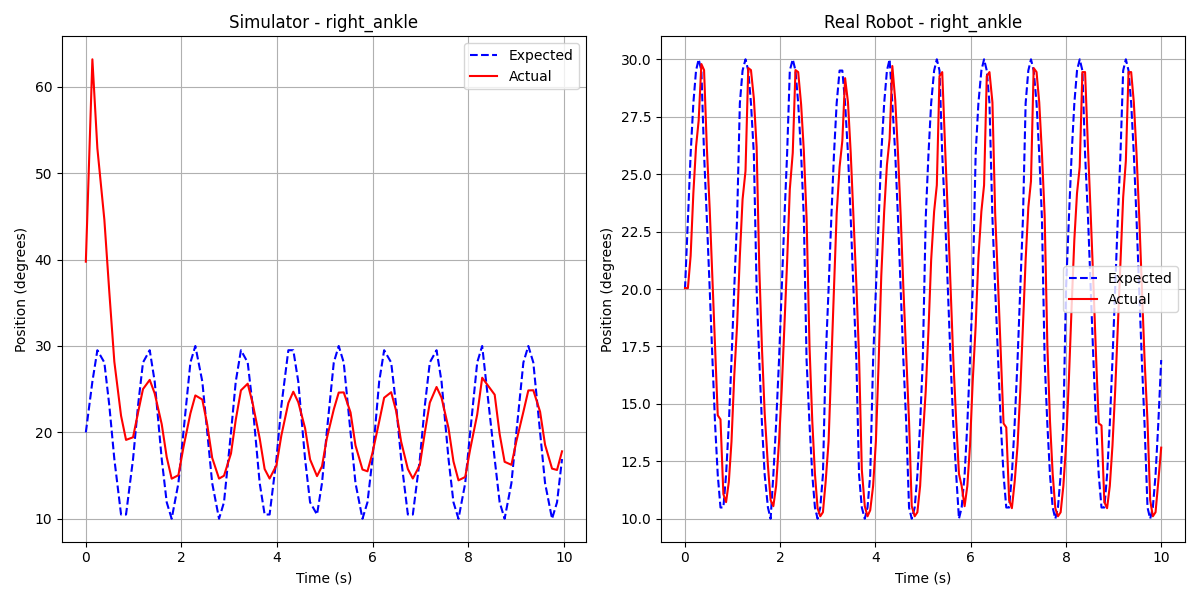 Simulator - right_ankle
Expected
Actual
Position (degrees)
60
50
40
30
20
10
0
2
4
6
8
10
Time (s)
Real Robot - right_ankle
Expected
Actual
Position (degrees)
30.0
27.5
25.0
22.5
20.0
17.5
15.0
12.5
10.0
0
2
4
6
8
10
Time (s)